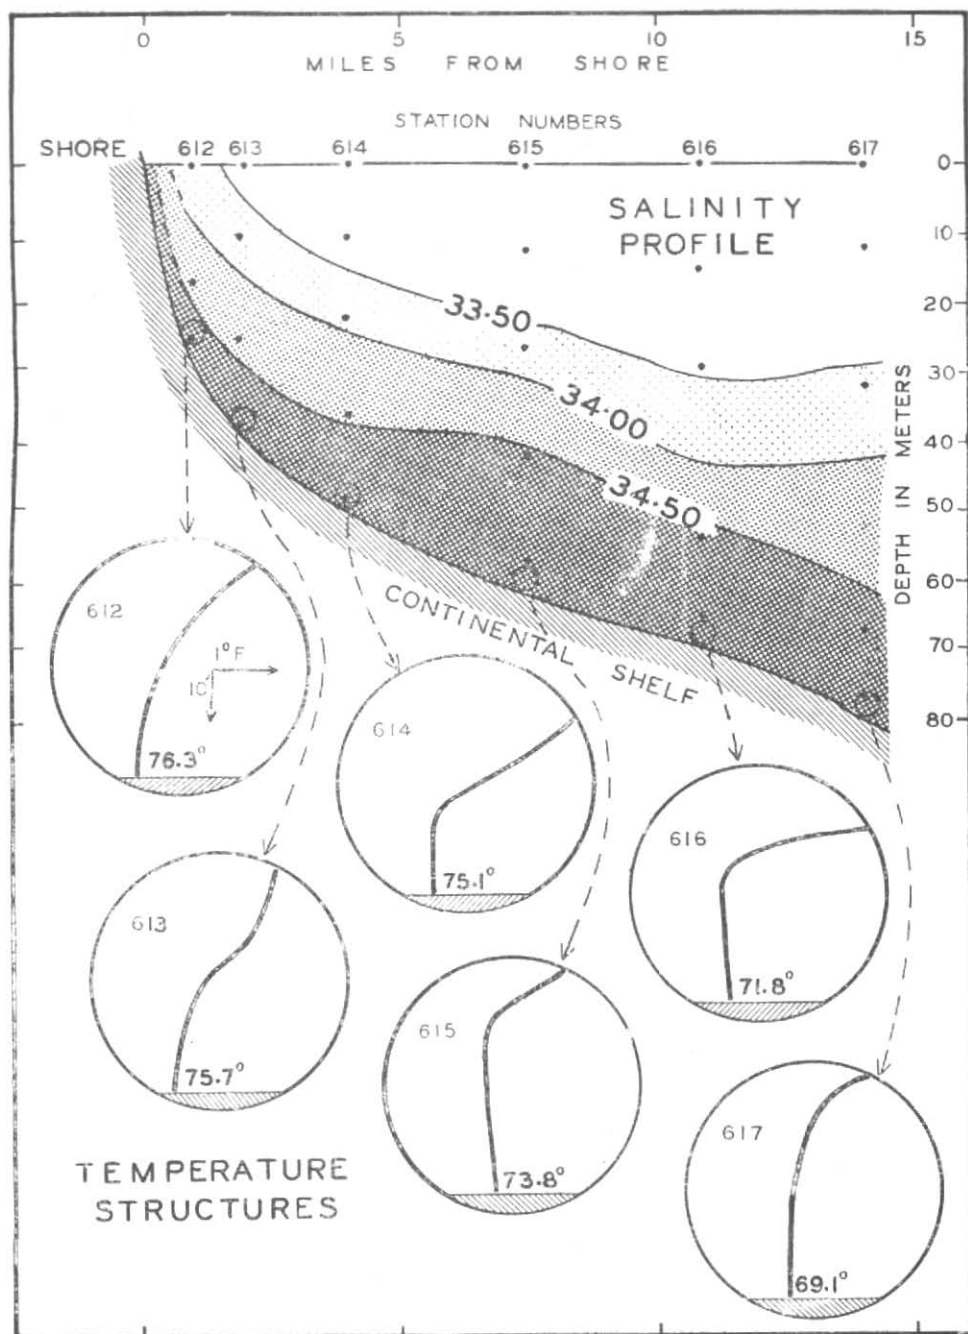 0 5 10 15
MILES FROM SHORE
STATION NUMBERS
SHORE 612 613 614 615 616 617 0
SALINITY
PROFILE
10
20
30
40
50
60
70
80
DEPTH IN METERS
33·50
34·00
34·50
CONTINENTAL SHELF
612
1°F
10
76.3°
614
75.1°
616
71.8°
613
75.7°
615
73.8°
617
69.1°
TEMPERATURE
STRUCTURES